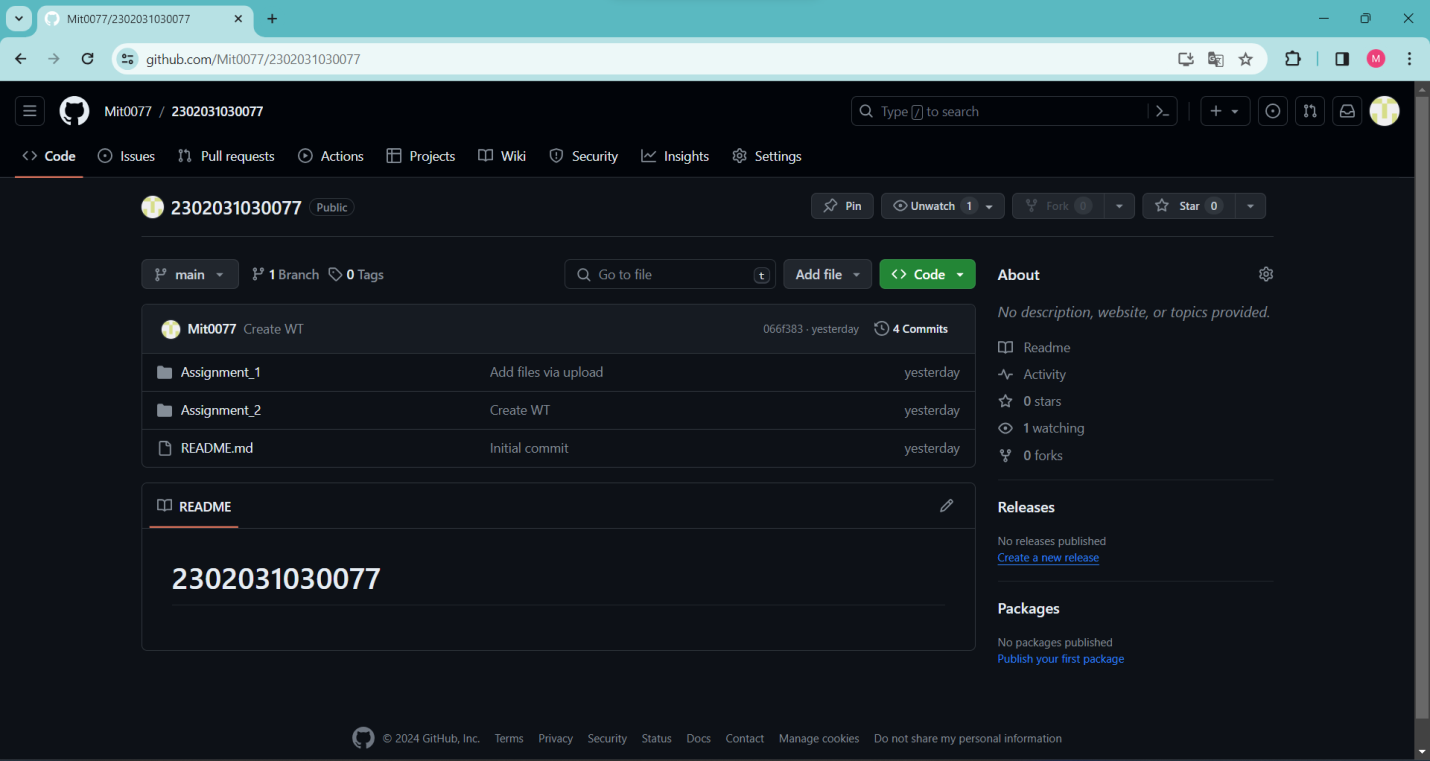 Mit0077/2302031030077
github.com/Mit0077/2302031030077
M
Mit0077 / 2302031030077
Type / to search
Code Issues Pull requests Actions Projects Wiki Security Insights Settings
2302031030077 Public
Pin Unwatch 1 Fork 0 Star 0
main 1 Branch 0 Tags Go to file t Add file Code
Mit0077 Create WT 066f383 · yesterday 4 Commits
Assignment_1 Add files via upload yesterday
Assignment_2 Create WT yesterday
README.md Initial commit yesterday
README
2302031030077
About
No description, website, or topics provided.
Readme
Activity
0 stars
1 watching
0 forks
Releases
No releases published
Create a new release
Packages
No packages published
Publish your first package
© 2024 GitHub, Inc. Terms Privacy Security Status Docs Contact Manage cookies Do not share my personal information